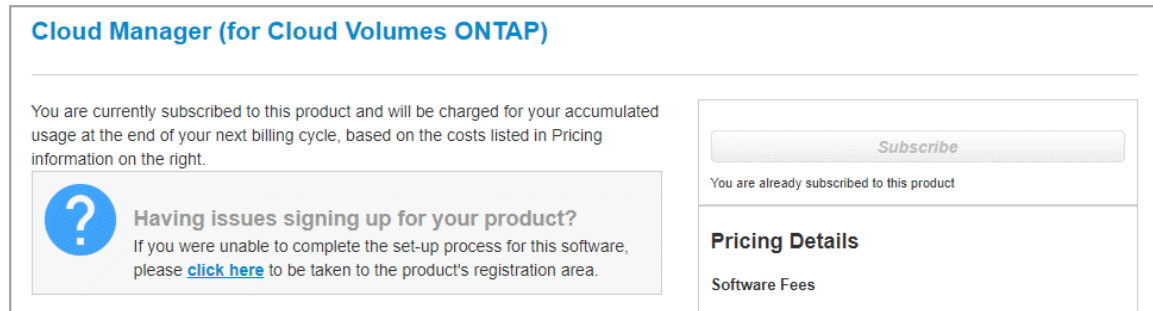 Cloud Manager (for Cloud Volumes ONTAP)
You are currently subscribed to this product and will be charged for your accumulated
usage at the end of your next billing cycle, based on the costs listed in Pricing
information on the right.
?
Having issues signing up for your product?
If you were unable to complete the set-up process for this software,
please click here to be taken to the product's registration area.
Subscribe
You are already subscribed to this product
Pricing Details
Software Fees